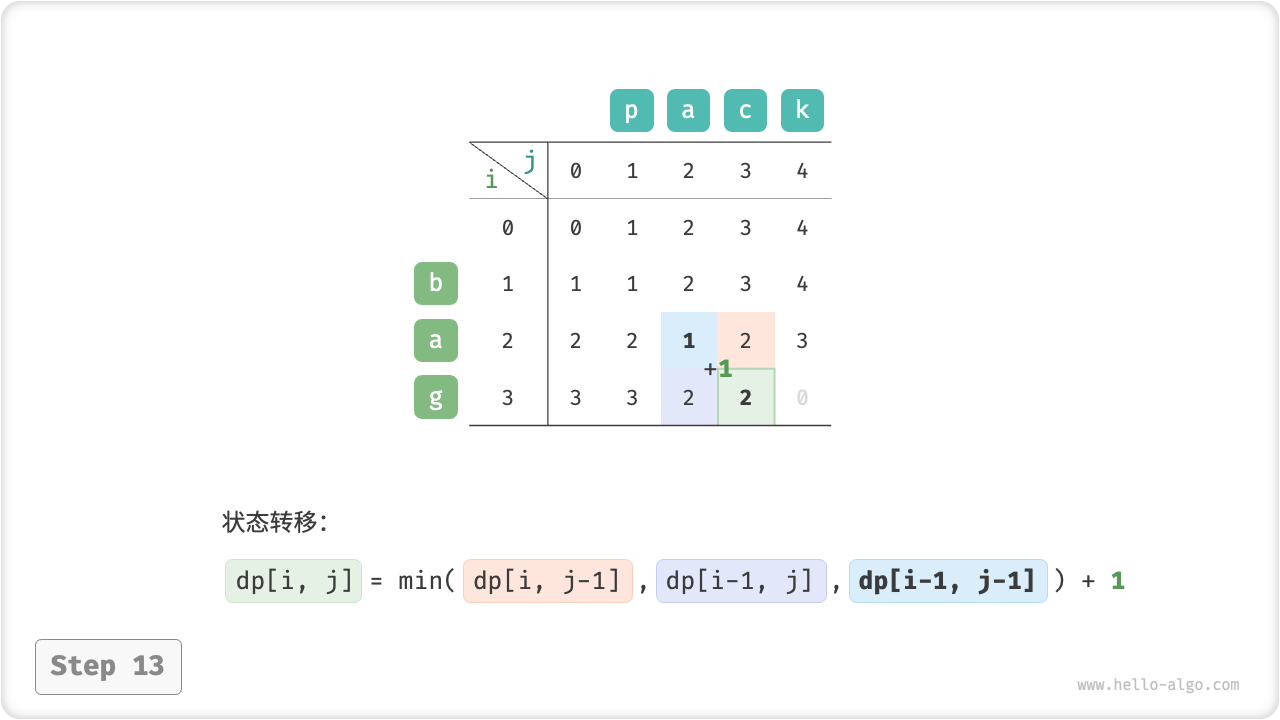 p a c k
j
i
0 1 2 3 4
0 0 1 2 3 4
b 1 1 1 2 3 4
a 2 2 2 1 2 3
+1
g 3 3 3 2 2 0
状态转移：
dp[i, j] = min( dp[i, j-1] , dp[i-1, j] , dp[i-1, j-1] ) + 1
Step 13
www.hello-algo.com